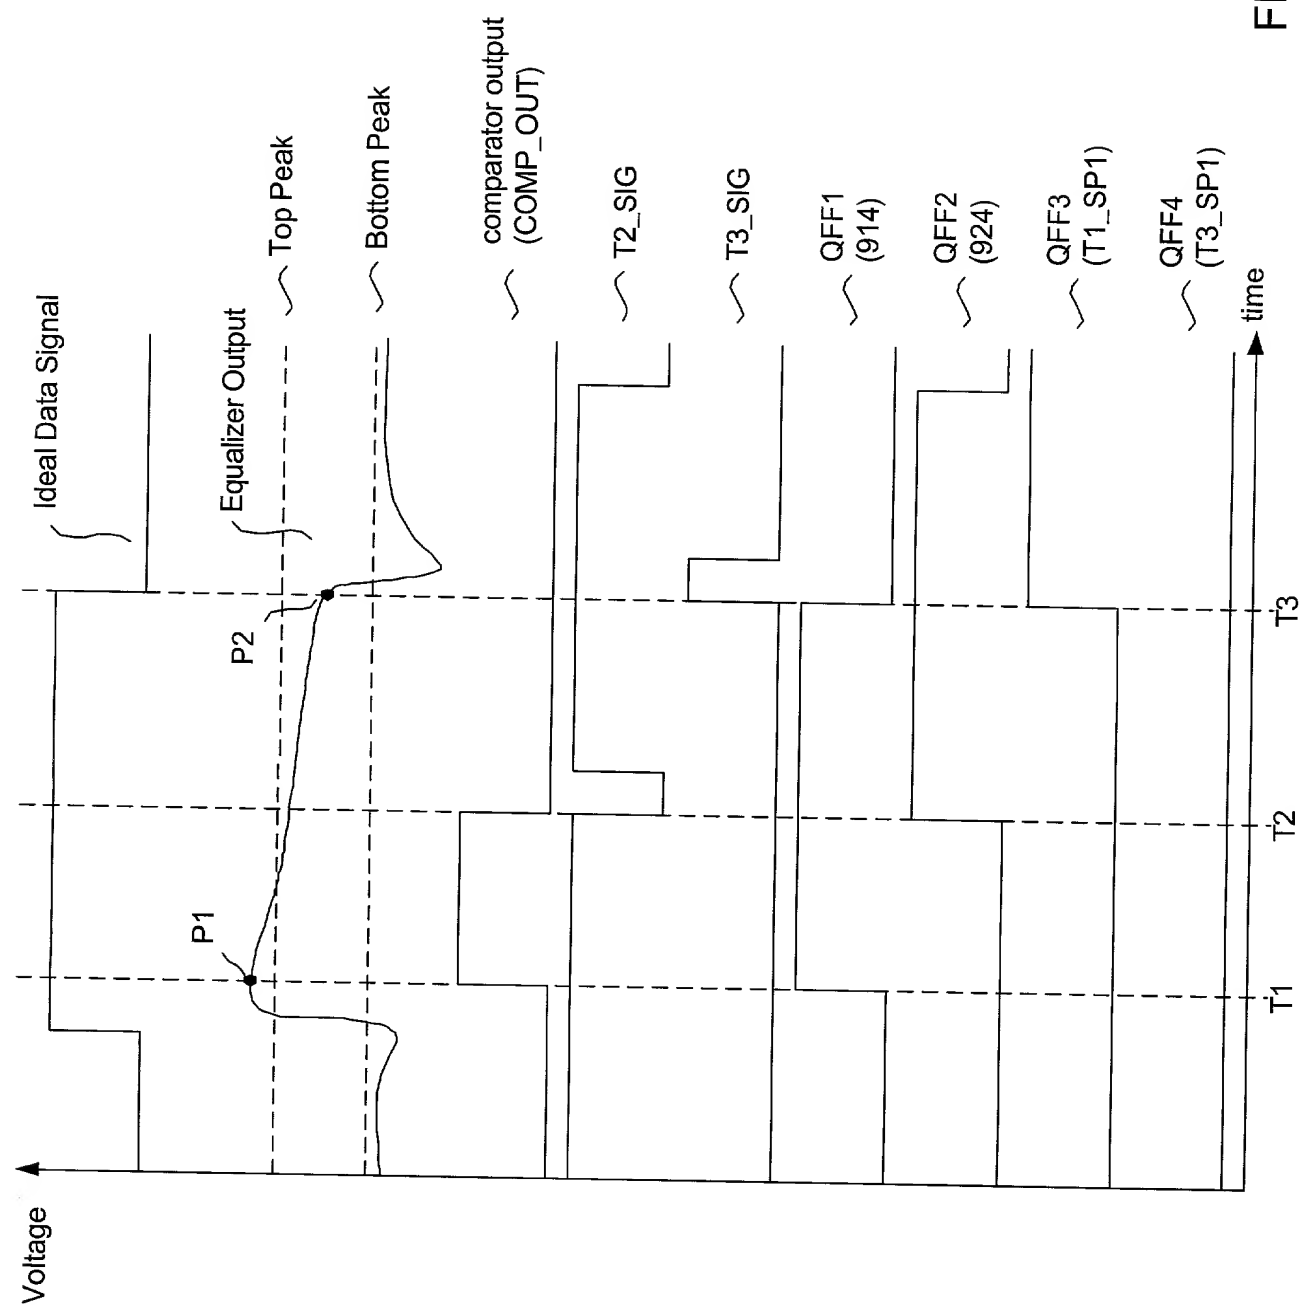 Voltage
Ideal Data Signal
Equalizer Output
Top Peak
Bottom Peak
P1
P2
comparator output
(COMP_OUT)
T2_SIG
T3_SIG
QFF1
(914)
QFF2
(924)
QFF3
(T1_SP1)
QFF4
(T3_SP1)
time
T1
T2
T3